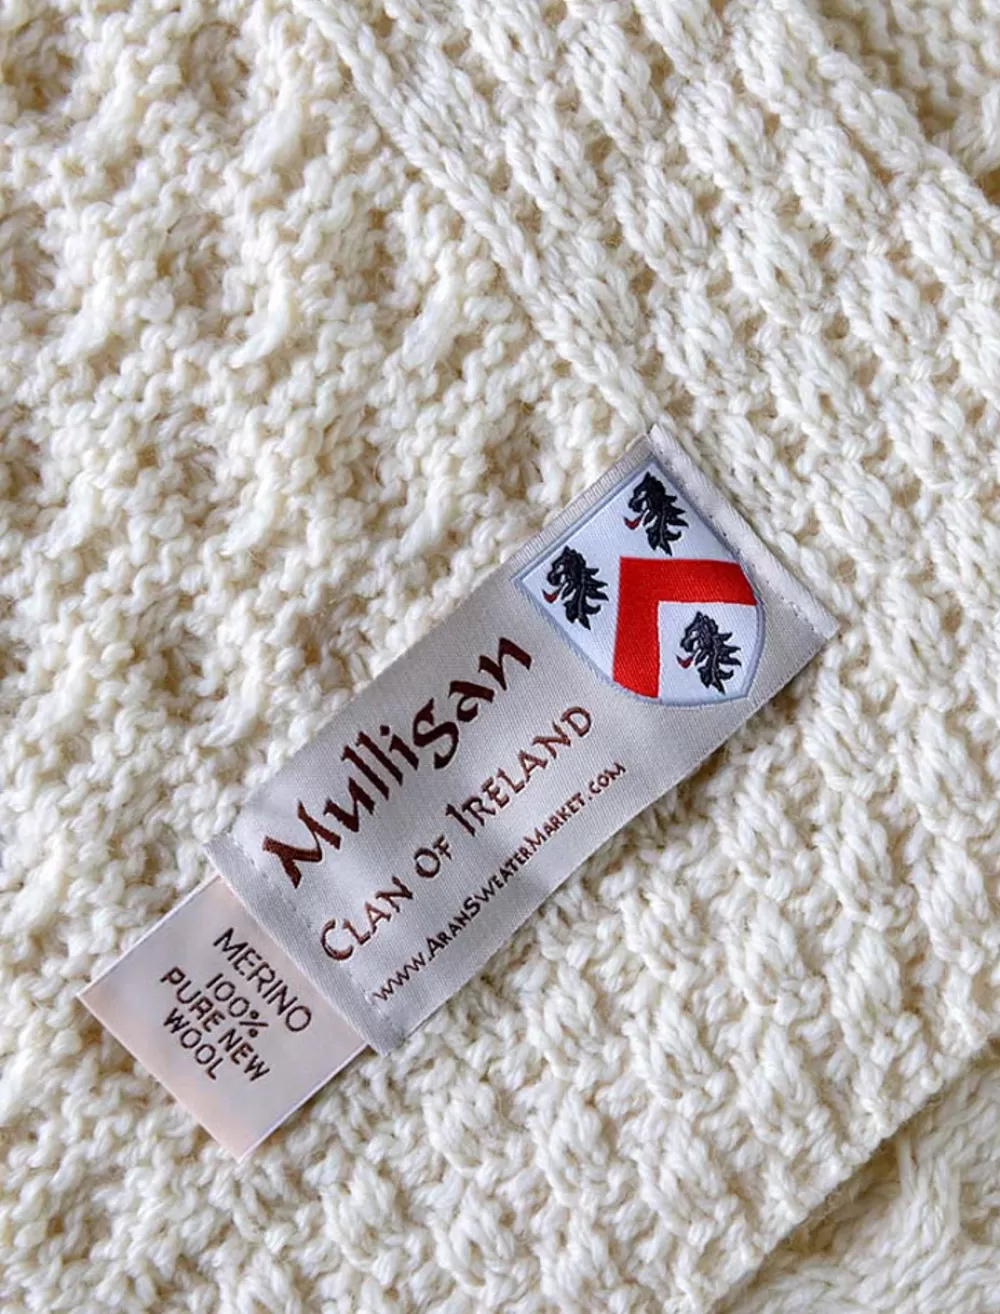 Mulligan
Clan Of Ireland
www.AranSweaterMarket.com
MERINO
100%
PURE NEW
WOOL